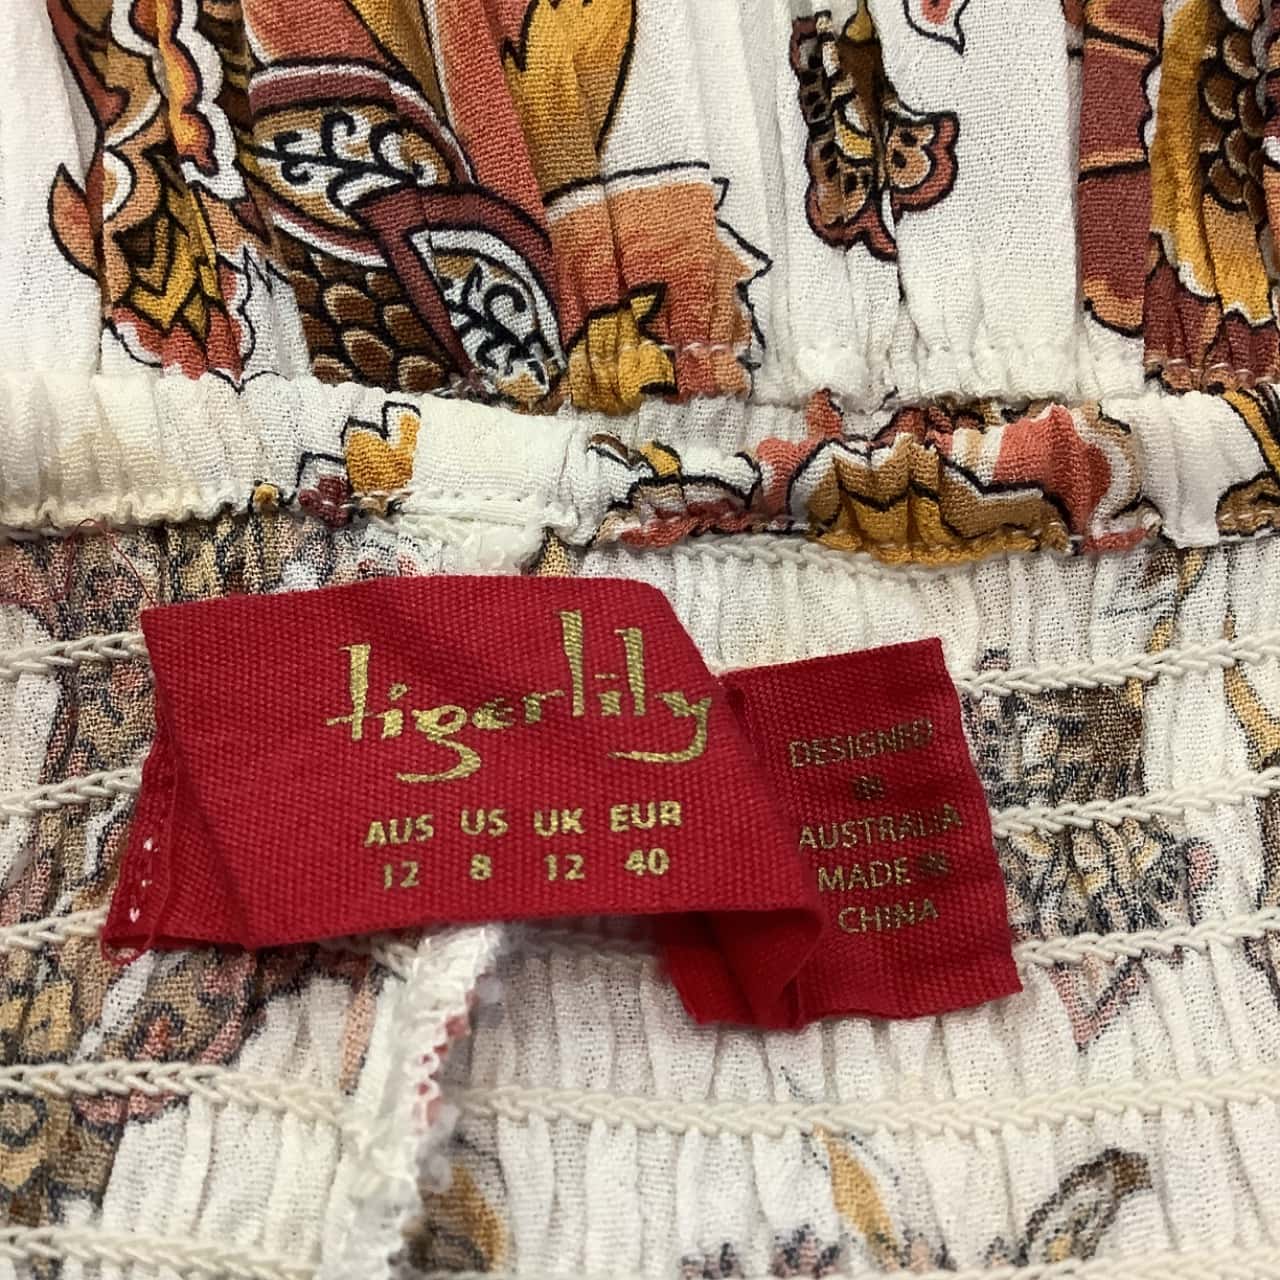 tigerlily
AUS US UK EUR
12 8 12 40
DESIGNED
IN
AUSTRALIA
MADE IN
CHINA